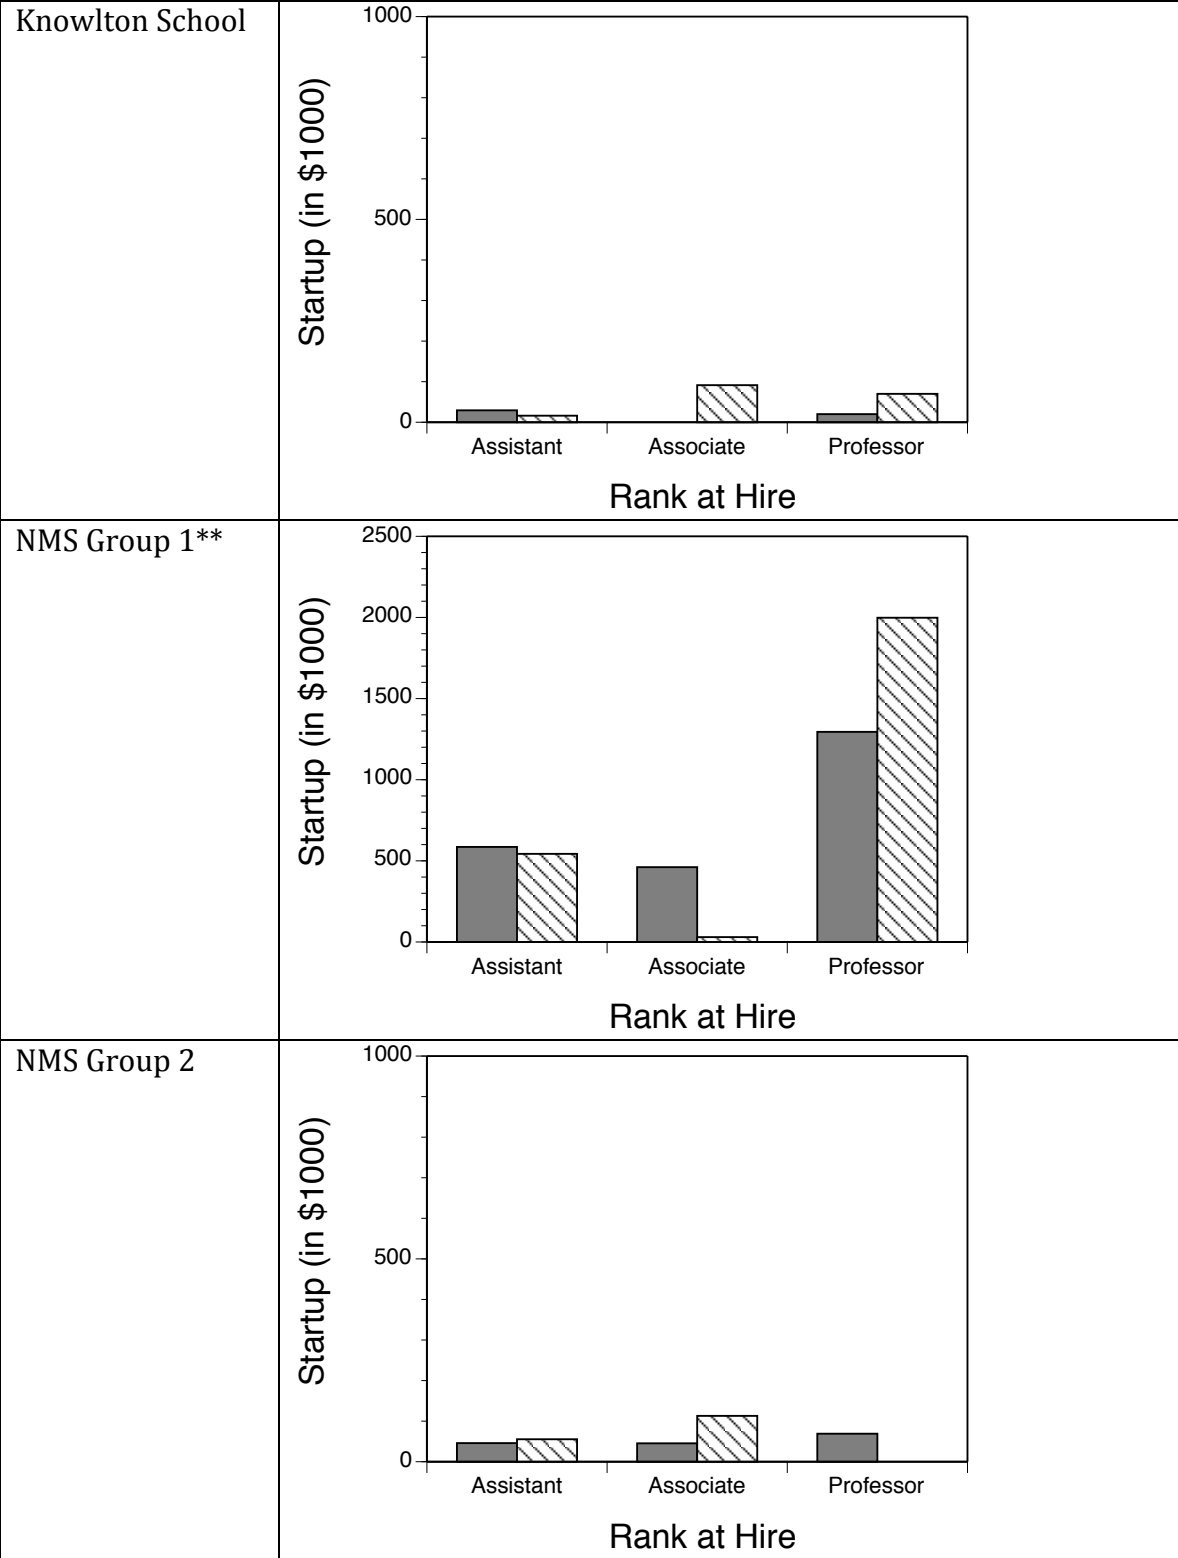 Knowlton School
1000
500
0
Startup (in $1000)
Assistant Associate Professor
Rank at Hire
NMS Group 1**
2500
2000
1500
1000
500
0
Startup (in $1000)
Assistant Associate Professor
Rank at Hire
NMS Group 2
1000
500
0
Startup (in $1000)
Assistant Associate Professor
Rank at Hire